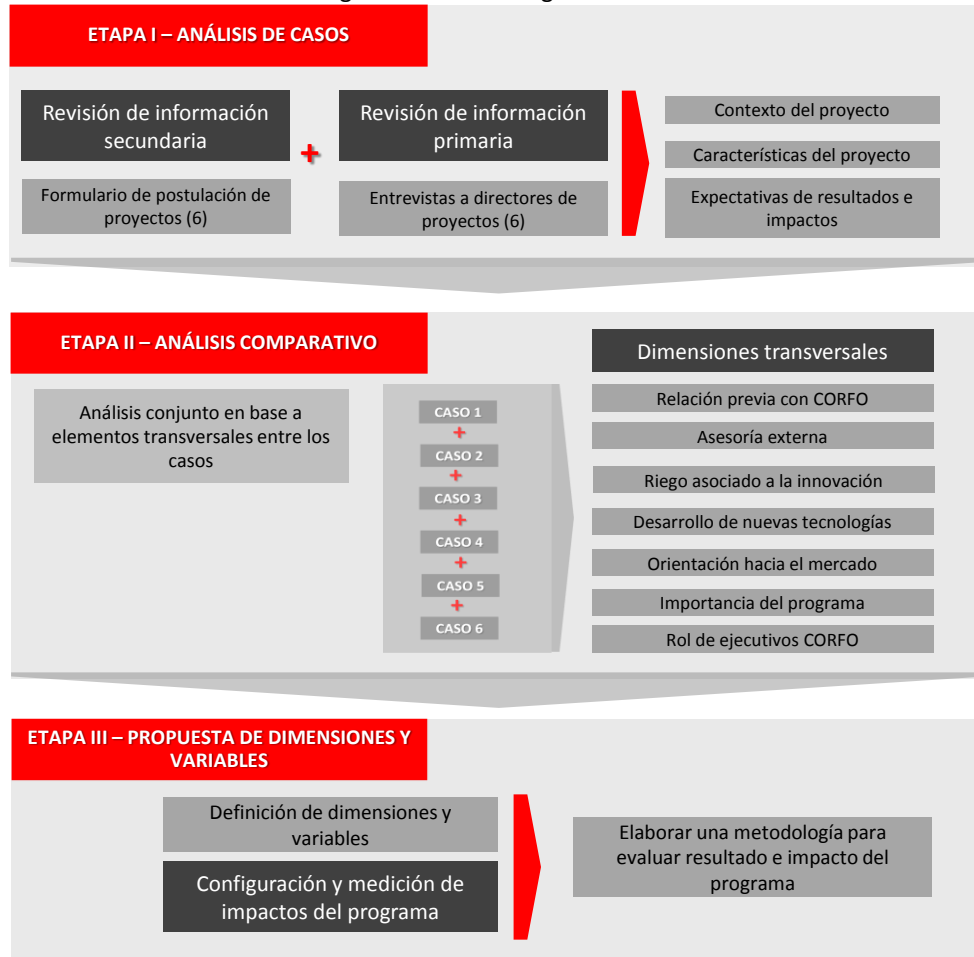 ETAPA I – ANÁLISIS DE CASOS
Revisión de información
secundaria
+
Revisión de información
primaria
Formulario de postulación de
proyectos (6)
Entrevistas a directores de
proyectos (6)
Contexto del proyecto
Características del proyecto
Expectativas de resultados e
impactos
ETAPA II – ANÁLISIS COMPARATIVO
Análisis conjunto en base a
elementos transversales entre los
casos
CASO 1
+
CASO 2
+
CASO 3
+
CASO 4
+
CASO 5
+
CASO 6
Dimensiones transversales
Relación previa con CORFO
Asesoría externa
Riego asociado a la innovación
Desarrollo de nuevas tecnologías
Orientación hacia el mercado
Importancia del programa
Rol de ejecutivos CORFO
ETAPA III – PROPUESTA DE DIMENSIONES Y
VARIABLES
Definición de dimensiones y
variables
Configuración y medición de
impactos del programa
Elaborar una metodología para
evaluar resultado e impacto del
programa